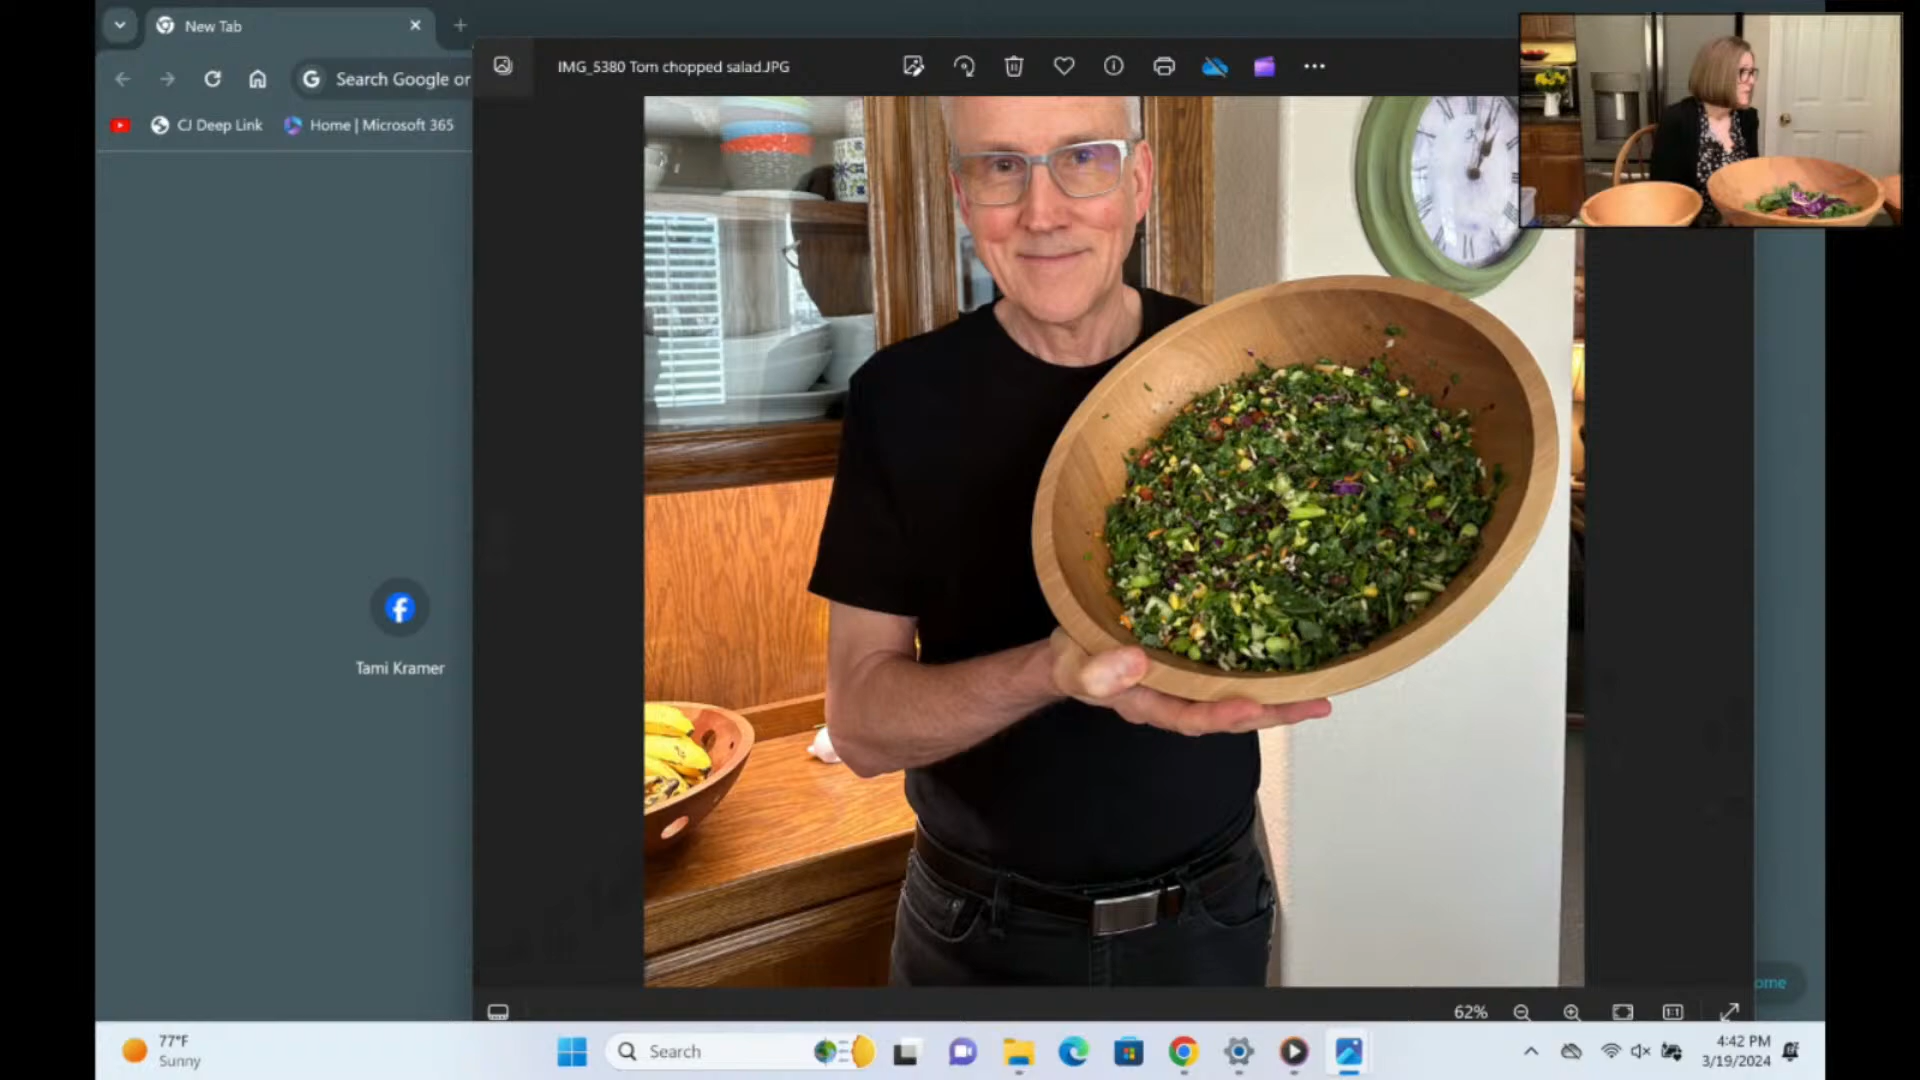 New Tab
Search Google or
CJ Deep Link
Home | Microsoft 365
IMG_5380 Tom chopped salad.JPG
Tami Kramer
ome
62%
77°F
Sunny
Search
4:42 PM
3/19/2024